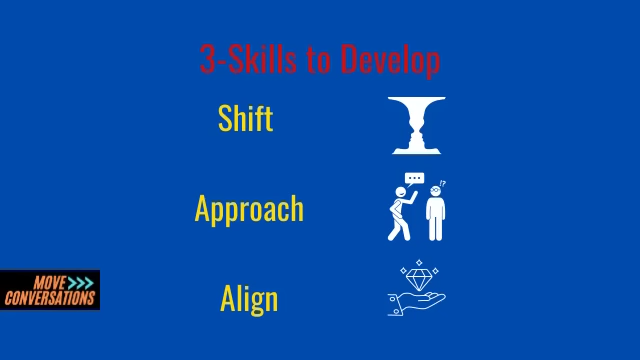 3-Skills to Develop
Shift
Approach
!?
Align
MOVE>>>
CONVERSATIONS